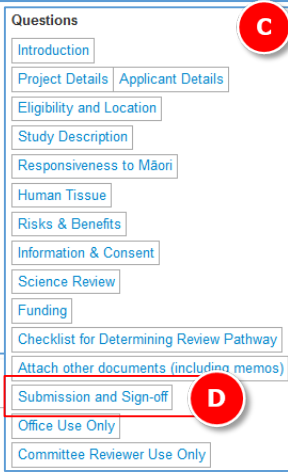 Questions
C
Introduction
Project Details Applicant Details
Eligibility and Location
Study Description
Responsiveness to Māori
Human Tissue
Risks & Benefits
Information & Consent
Science Review
Funding
Checklist for Determining Review Pathway
Attach other documents (including memos)
Submission and Sign-off
D
Office Use Only
Committee Reviewer Use Only